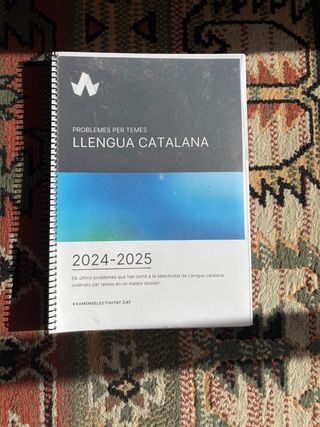 PROBLEMES PER TEMES
LLENGUA CATALANA
2024-2025
Els últims problemes que han sortit a la selectivitat de Llengua catalana
ordenats per temes en un mateix dossier.
EXAMENSELECTIVITAT.CAT